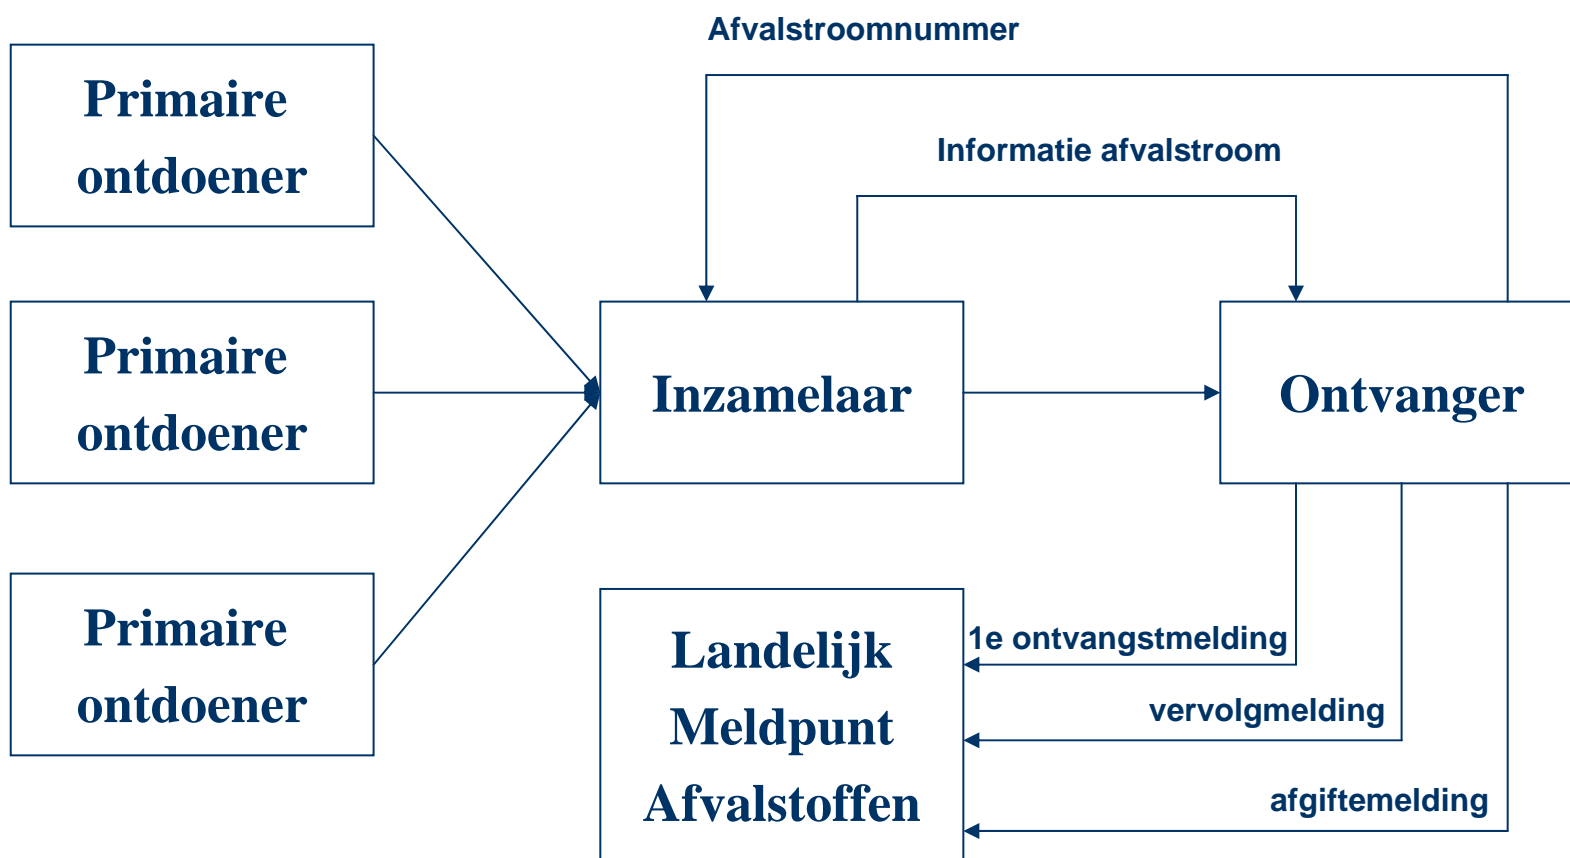 Afvalstroomnummer
Primaire
ontdoener
Informatie afvalstroom
Primaire
ontdoener
Inzamelaar
Ontvanger
Primaire
ontdoener
Landelijk
Meldpunt
Afvalstoffen
1e ontvangstmelding
vervolgmelding
afgiftemelding